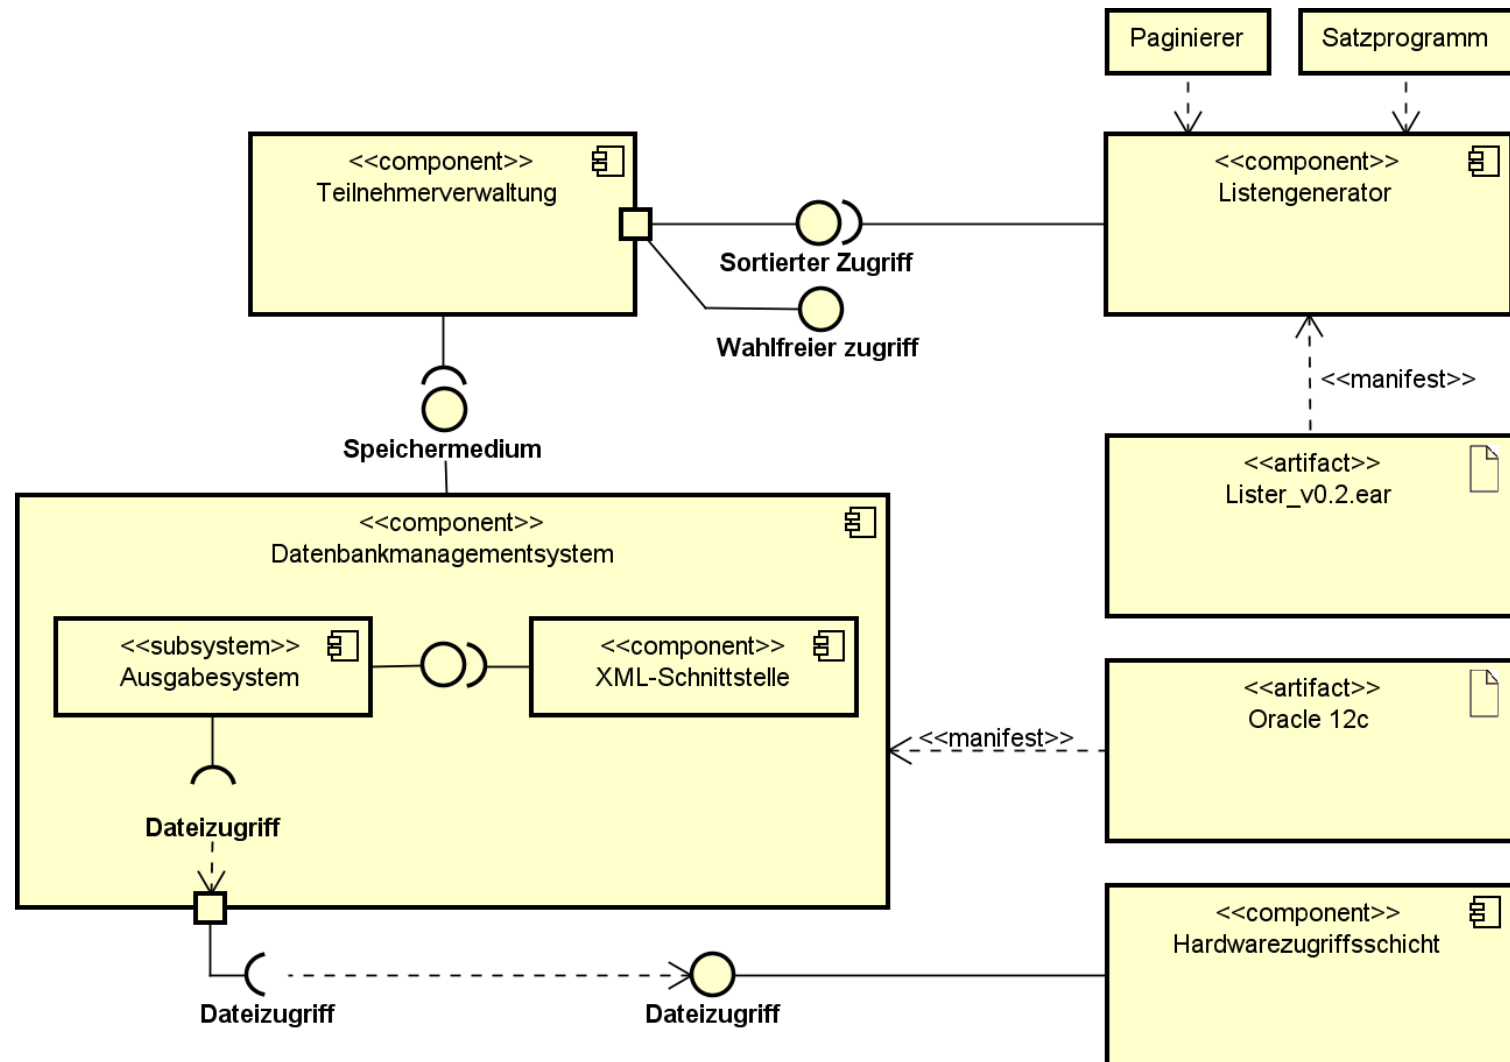 Paginierer
Satzprogramm
<<component>>
Teilnehmerverwaltung
<<component>>
Listengenerator
Sortierter Zugriff
Wahlfreier zugriff
<<manifest>>
Speichermedium
<<artifact>>
Lister_v0.2.ear
<<component>>
Datenbankmanagementsystem
<<subsystem>>
Ausgabesystem
<<component>>
XML-Schnittstelle
<<artifact>>
Oracle 12c
<<manifest>>
Dateizugriff
<<component>>
Hardwarezugriffsschicht
Dateizugriff
Dateizugriff